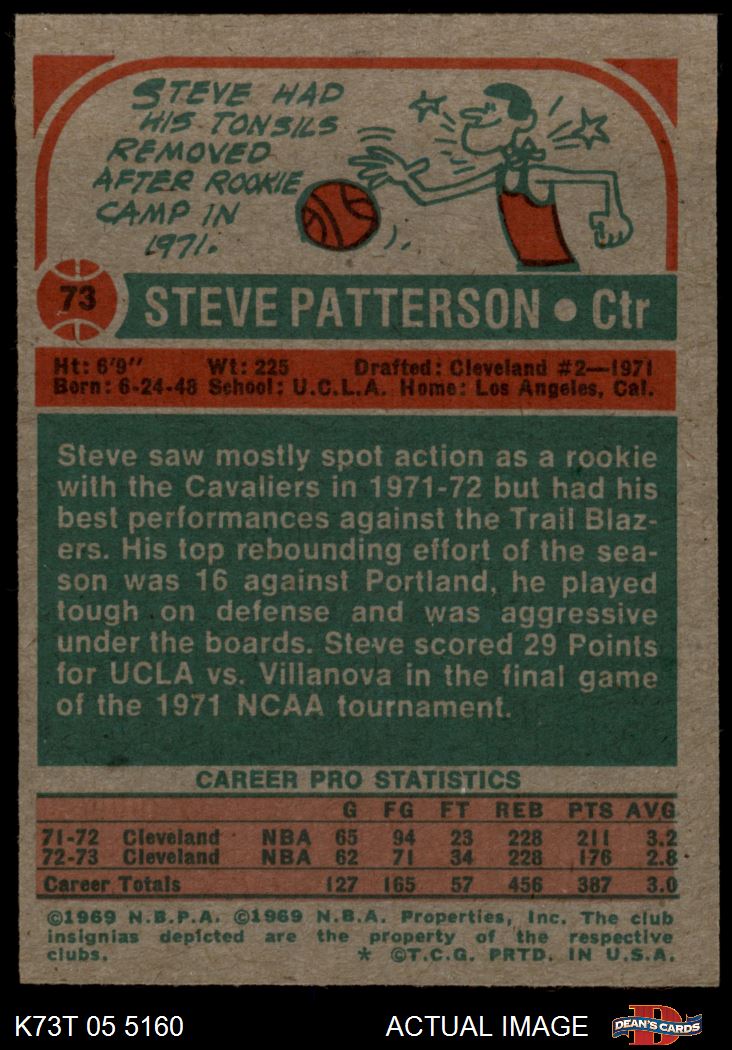 STEVE HAD
HIS TONSILS
REMOVED
AFTER ROOKIE
CAMP IN
1971.
73 STEVE PATTERSON • Ctr
Ht: 6'9" Wt: 225 Drafted: Cleveland #2—1971
Born: 6-24-48 School: U.C.L.A. Home: Los Angeles, Cal.
Steve saw mostly spot action as a rookie
with the Cavaliers in 1971-72 but had his
best performances against the Trail Blaz-
ers. His top rebounding effort of the sea-
son was 16 against Portland, he played
tough on defense and was aggressive
under the boards. Steve scored 29 Points
for UCLA vs. Villanova in the final game
of the 1971 NCAA tournament.
CAREER PRO STATISTICS
G FG FT REB PTS AVG
71-72 Cleveland NBA 65 94 23 228 211 3.2
72-73 Cleveland NBA 62 71 34 228 176 2.8
Career Totals 127 165 57 456 387 3.0
©1969 N.B.P.A. ©1969 N.B.A. Properties, Inc. The club
insignias depicted are the property of the respective
clubs. * ©T.C.G. PRTD. IN U.S.A.
K73T 05 5160 ACTUAL IMAGE D DEAN'S CARDS